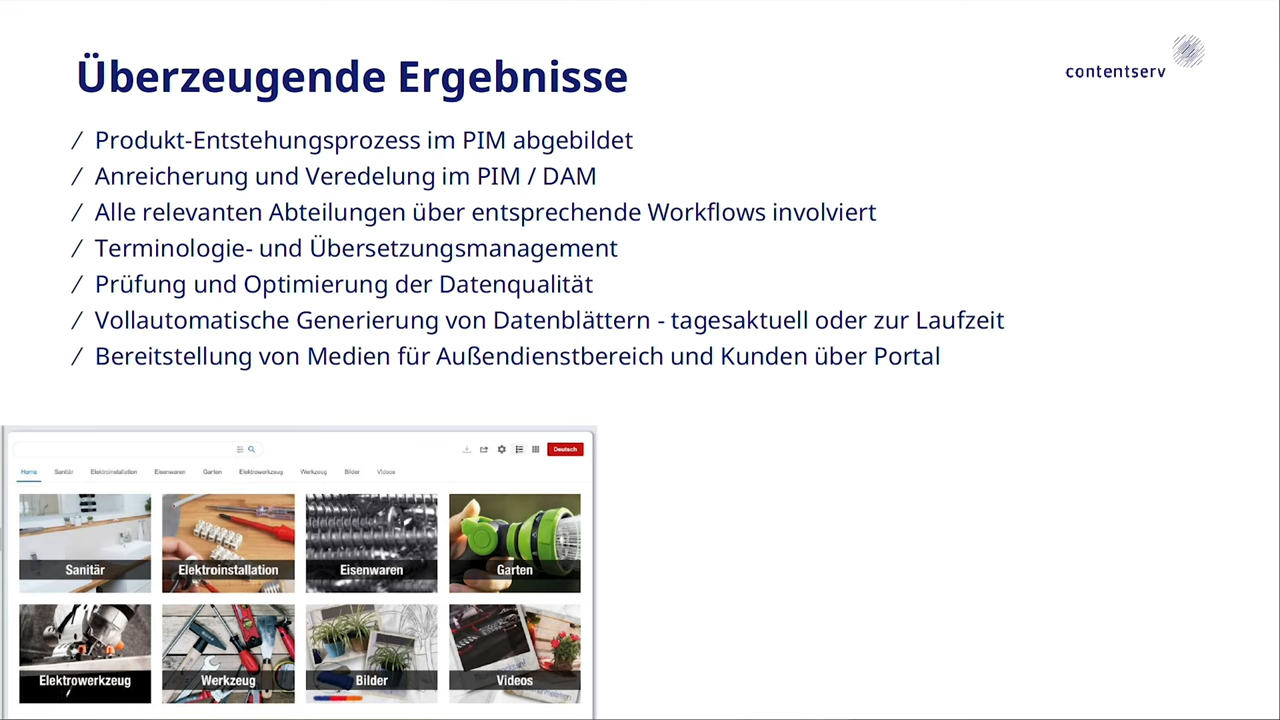 Überzeugende Ergebnisse
contentserv
/ Produkt-Entstehungsprozess im PIM abgebildet
/ Anreicherung und Veredelung im PIM / DAM
/ Alle relevanten Abteilungen über entsprechende Workflows involviert
/ Terminologie- und Übersetzungsmanagement
/ Prüfung und Optimierung der Datenqualität
/ Vollautomatische Generierung von Datenblättern - tagesaktuell oder zur Laufzeit
/ Bereitstellung von Medien für Außendienstbereich und Kunden über Portal
Deutsch
Home Sanitär Elektroinstallation Eisenwaren Garten Elektrowerkzeug Werkzeug Bilder Videos
Sanitär Elektroinstallation Eisenwaren Garten
Elektrowerkzeug Werkzeug Bilder Videos